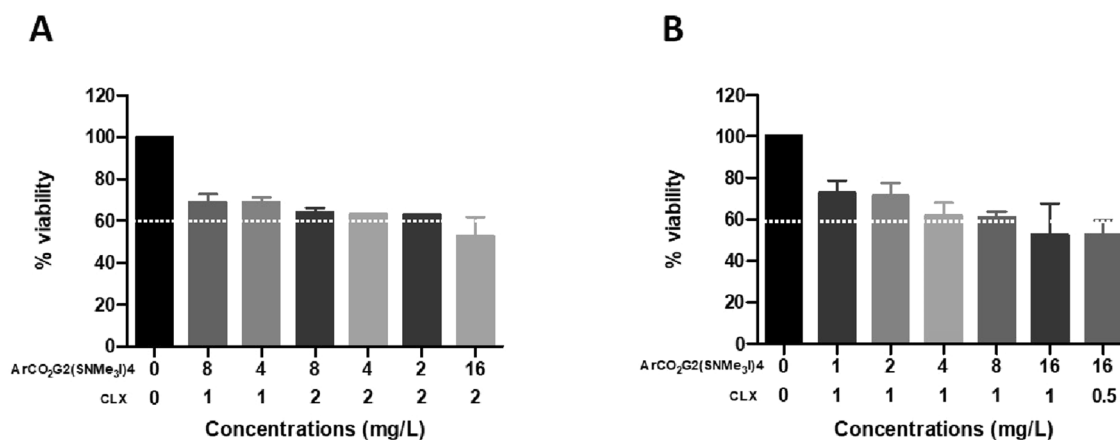 A
% viability
120
100
80
60
40
20
0
ArCO₂G2(SNMe₃I)4 0 8 4 8 4 2 16
CLX 0 1 1 2 2 2 2
Concentrations (mg/L)
B
% viability
120
100
80
60
40
20
0
ArCO₂G2(SNMe₃I)4 0 1 2 4 8 16 16
CLX 0 1 1 1 1 1 0.5
Concentrations (mg/L)